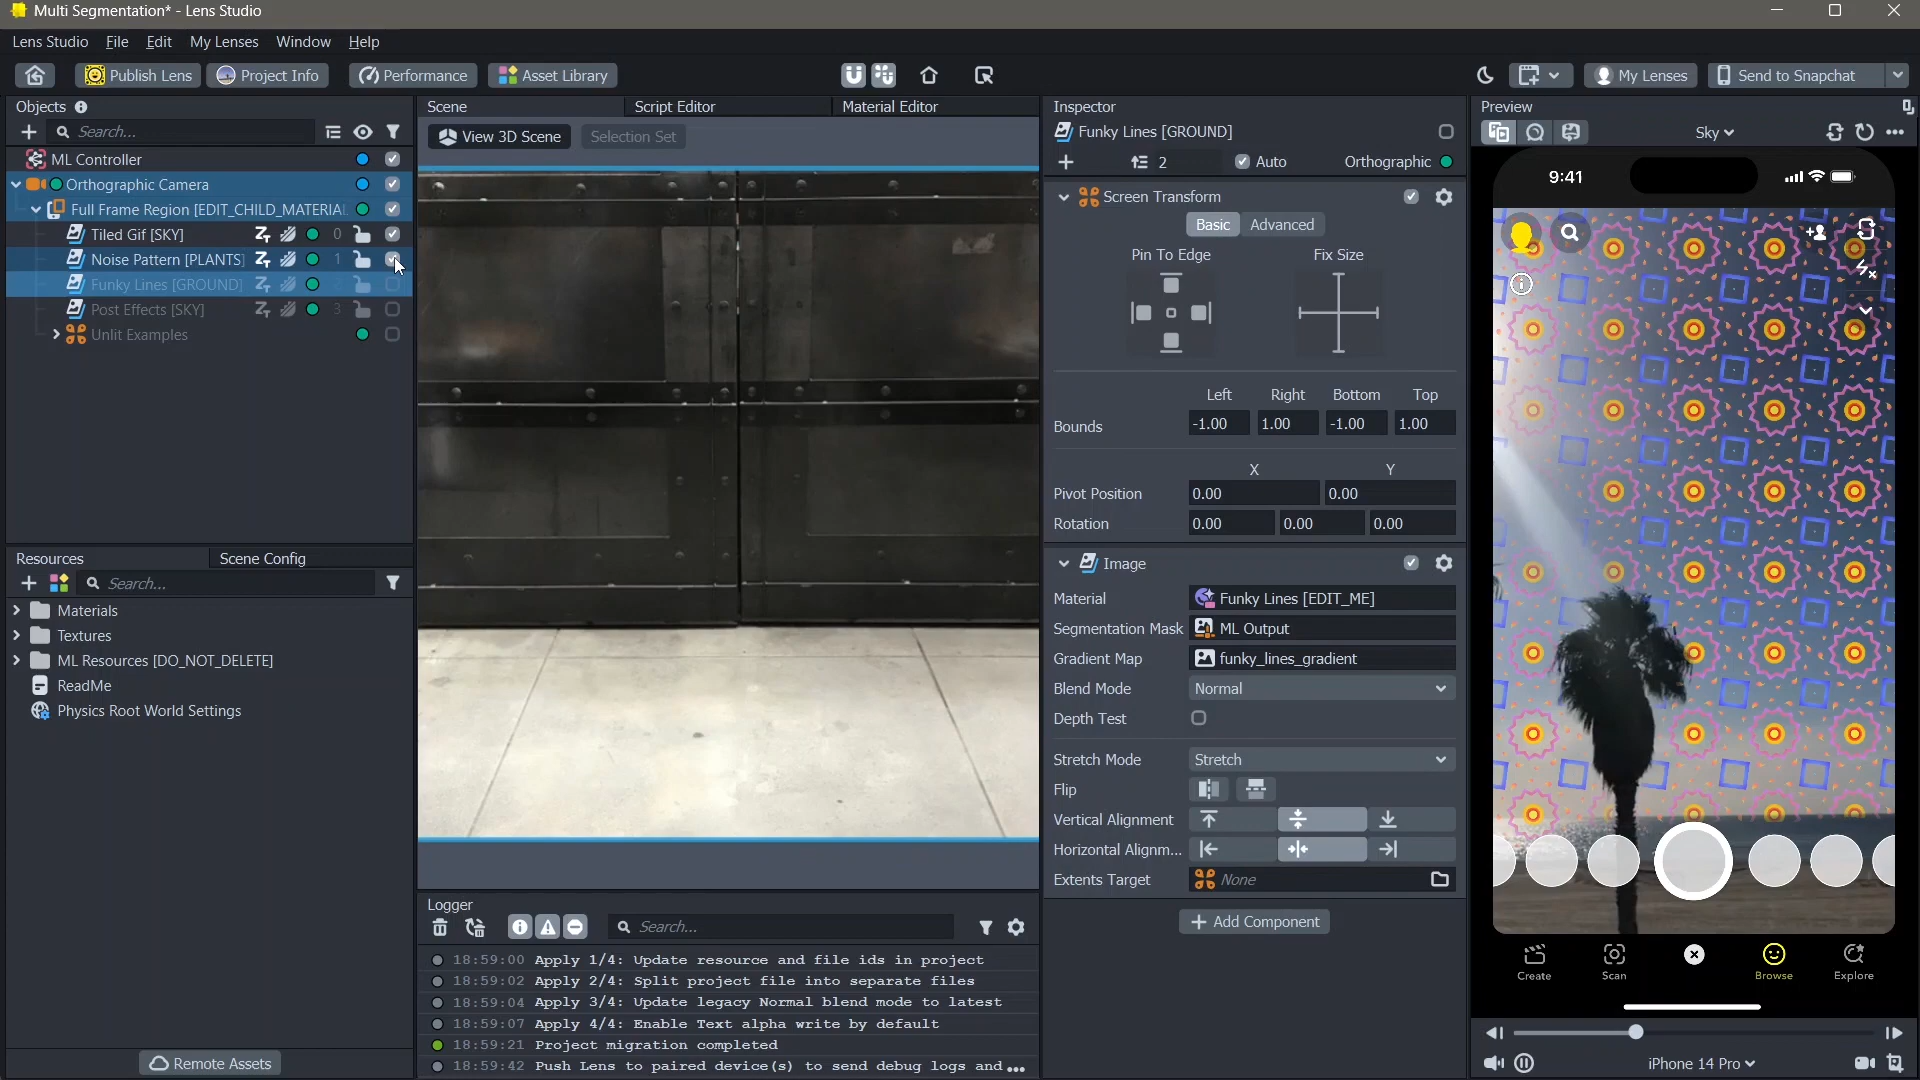 Multi Segmentation* - Lens Studio
Lens Studio File Edit My Lenses Window Help
Publish Lens Project Info Performance Asset Library My Lenses Send to Snapchat
Objects
Search...
ML Controller
Orthographic Camera
Full Frame Region [EDIT_CHILD_MATERIAL
Tiled Gif [SKY] 0
Noise Pattern [PLANTS] 1
Funky Lines [GROUND]
Post Effects [SKY] 3
Unlit Examples
Resources Scene Config
Search...
Materials
Textures
ML Resources [DO_NOT_DELETE]
ReadMe
Physics Root World Settings
Remote Assets
Scene Script Editor Material Editor
View 3D Scene Selection Set
Logger
Search...
18:59:00 Apply 1/4: Update resource and file ids in project
18:59:02 Apply 2/4: Split project file into separate files
18:59:04 Apply 3/4: Update legacy Normal blend mode to latest
18:59:07 Apply 4/4: Enable Text alpha write by default
18:59:21 Project migration completed
18:59:42 Push Lens to paired device(s) to send debug logs and...
Inspector
Funky Lines [GROUND]
2 Auto Orthographic
Screen Transform
Basic Advanced
Pin To Edge Fix Size
Left Right Bottom Top
Bounds -1.00 1.00 -1.00 1.00
X Y
Pivot Position 0.00 0.00
Rotation 0.00 0.00 0.00
Image
Material Funky Lines [EDIT_ME]
Segmentation Mask ML Output
Gradient Map funky_lines_gradient
Blend Mode Normal
Depth Test
Stretch Mode Stretch
Flip
Vertical Alignment
Horizontal Alignm...
Extents Target None
+ Add Component
Preview
Sky
9:41
Create Scan Browse Explore
iPhone 14 Pro